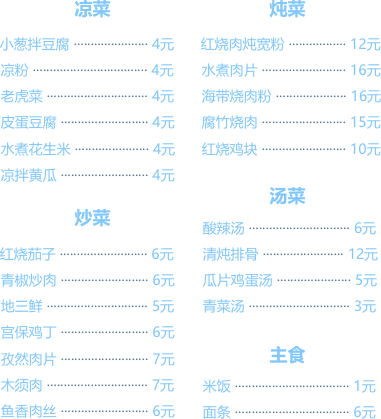 凉菜
小葱拌豆腐 ······ 4元
凉粉 ······ 4元
老虎菜 ······ 4元
皮蛋豆腐 ······ 4元
水煮花生米 ······ 4元
凉拌黄瓜 ······ 4元
炒菜
红烧茄子 ······ 6元
青椒炒肉 ······ 6元
地三鲜 ······ 5元
宫保鸡丁 ······ 6元
孜然肉片 ······ 7元
木须肉 ······ 7元
鱼香肉丝 ······ 6元
炖菜
红烧肉炖宽粉 ······ 12元
水煮肉片 ······ 16元
海带烧肉粉 ······ 16元
腐竹烧肉 ······ 15元
红烧鸡块 ······ 10元
汤菜
酸辣汤 ······ 6元
清炖排骨 ······ 12元
瓜片鸡蛋汤 ······ 5元
青菜汤 ······ 3元
主食
米饭 ······ 1元
面条 ······ 6元